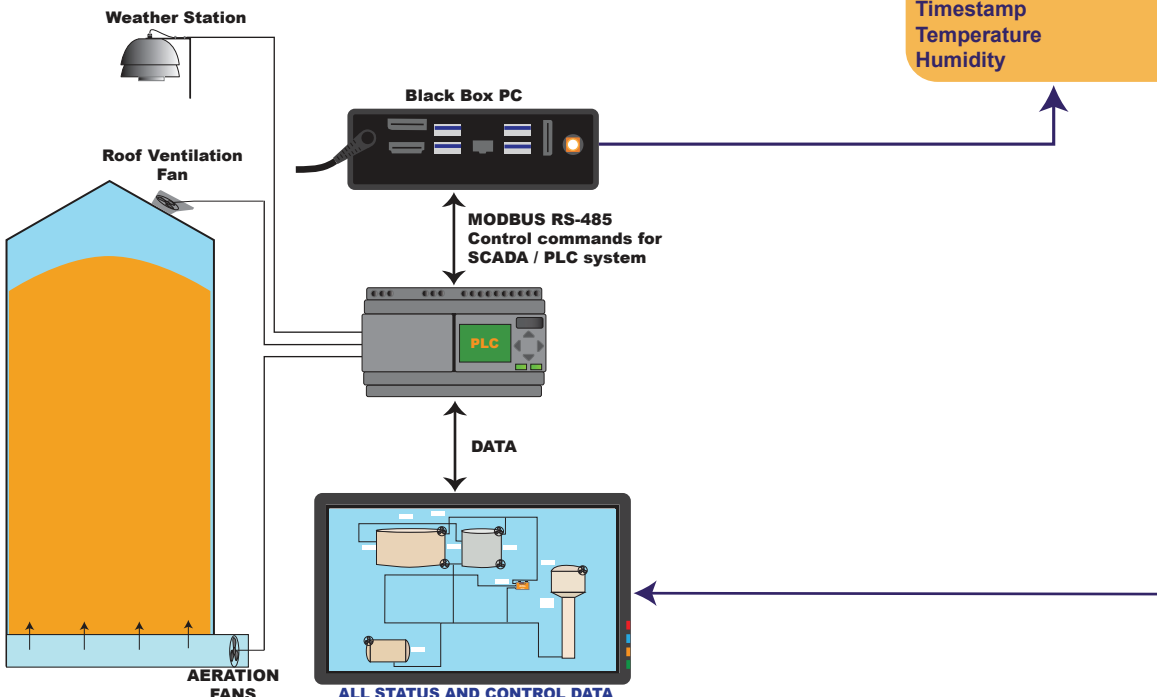 Weather Station
Timestamp
Temperature
Humidity
Black Box PC
Roof Ventilation
Fan
MODBUS RS-485
Control commands for
SCADA / PLC system
PLC
DATA
AERATION
FANS
ALL STATUS AND CONTROL DATA